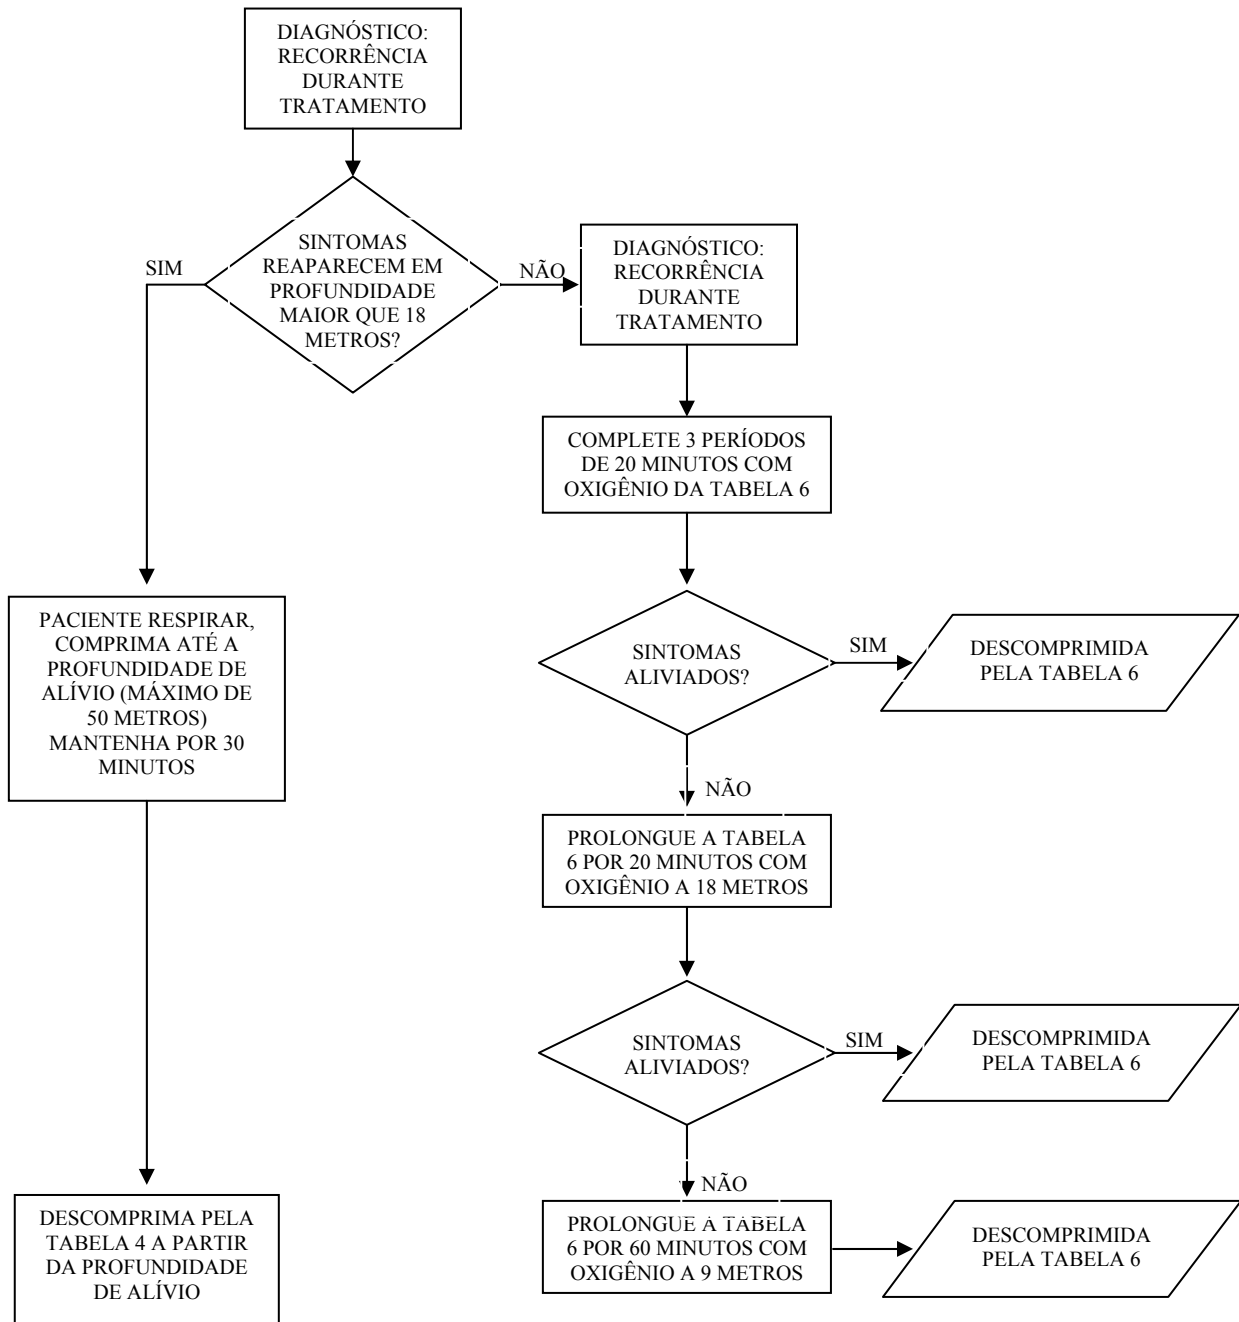 DIAGNÓSTICO:
RECORRÊNCIA
DURANTE
TRATAMENTO
SINTOMAS
REAPARECEM EM
PROFUNDIDADE
MAIOR QUE 18
METROS?
SIM
NÃO
DIAGNÓSTICO:
RECORRÊNCIA
DURANTE
TRATAMENTO
COMPLETE 3 PERÍODOS
DE 20 MINUTOS COM
OXIGÊNIO DA TABELA 6
PACIENTE RESPIRAR,
COMPRIMA ATÉ A
PROFUNDIDADE DE
ALÍVIO (MÁXIMO DE
50 METROS)
MANTENHA POR 30
MINUTOS
SINTOMAS
ALIVIADOS?
SIM
DESCOMPRIMIDA
PELA TABELA 6
NÃO
PROLONGUE A TABELA
6 POR 20 MINUTOS COM
OXIGÊNIO A 18 METROS
SINTOMAS
ALIVIADOS?
SIM
DESCOMPRIMIDA
PELA TABELA 6
NÃO
DESCOMPRIMA PELA
TABELA 4 A PARTIR
DA PROFUNDIDADE
DE ALÍVIO
PROLONGUE A TABELA
6 POR 60 MINUTOS COM
OXIGÊNIO A 9 METROS
DESCOMPRIMIDA
PELA TABELA 6